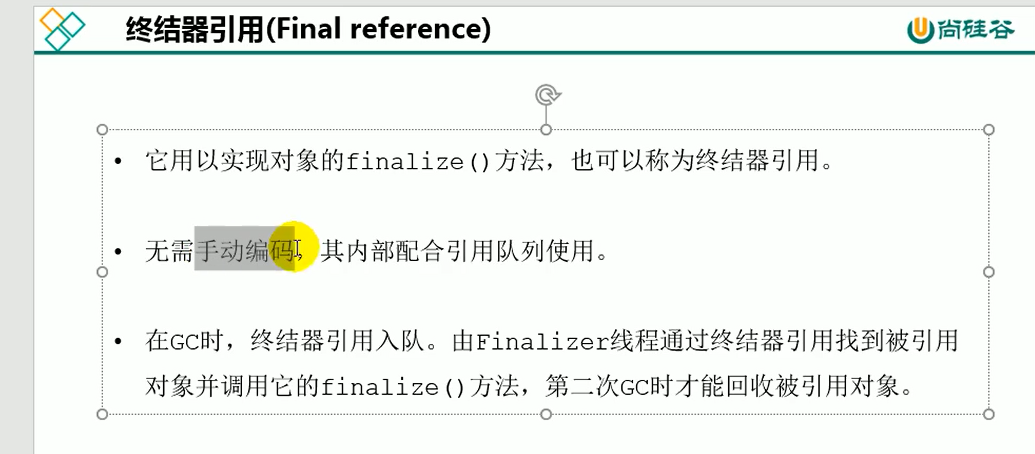 终结器引用(Final reference)
尚硅谷
• 它用以实现对象的finalize()方法，也可以称为终结器引用。
• 无需手动编码，其内部配合引用队列使用。
• 在GC时，终结器引用入队。由Finalizer线程通过终结器引用找到被引用
对象并调用它的finalize()方法，第二次GC时才能回收被引用对象。